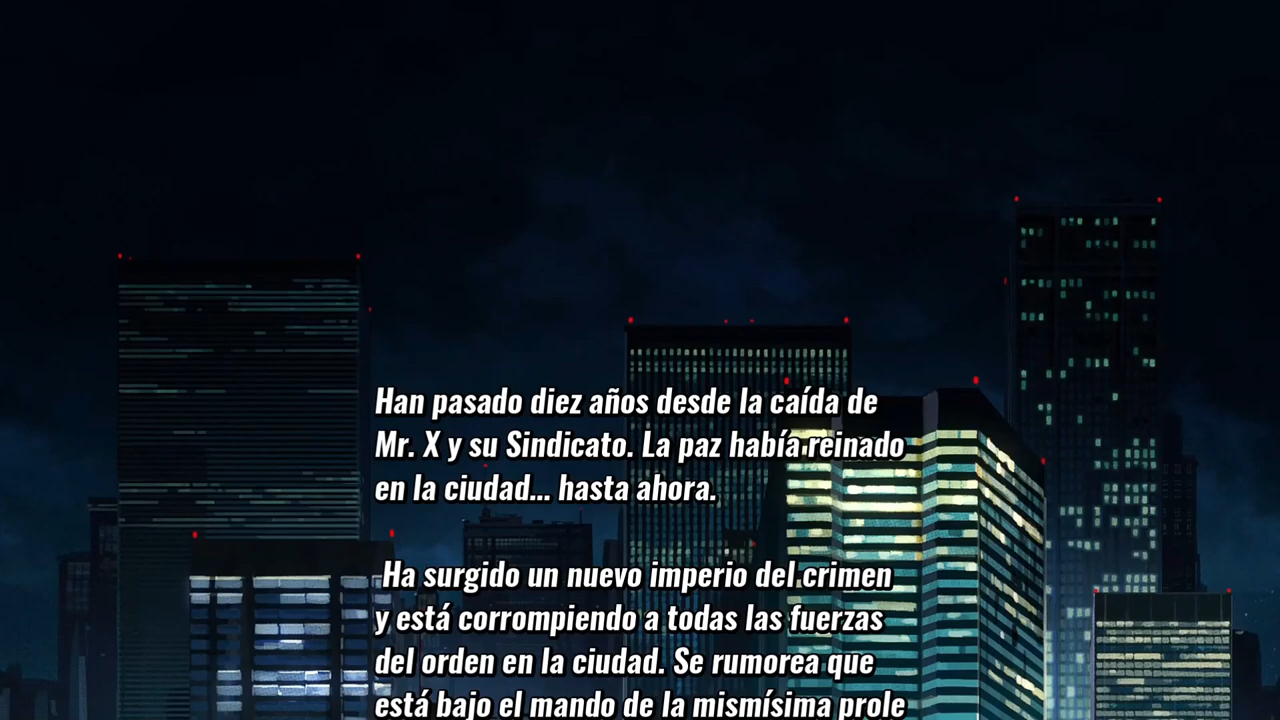 Han pasado diez años desde la caída de
Mr. X y su Sindicato. La paz había reinado
en la ciudad... hasta ahora.
Ha surgido un nuevo imperio del crimen
y está corrompiendo a todas las fuerzas
del orden en la ciudad. Se rumorea que
está bajo el mando de la mismísima prole